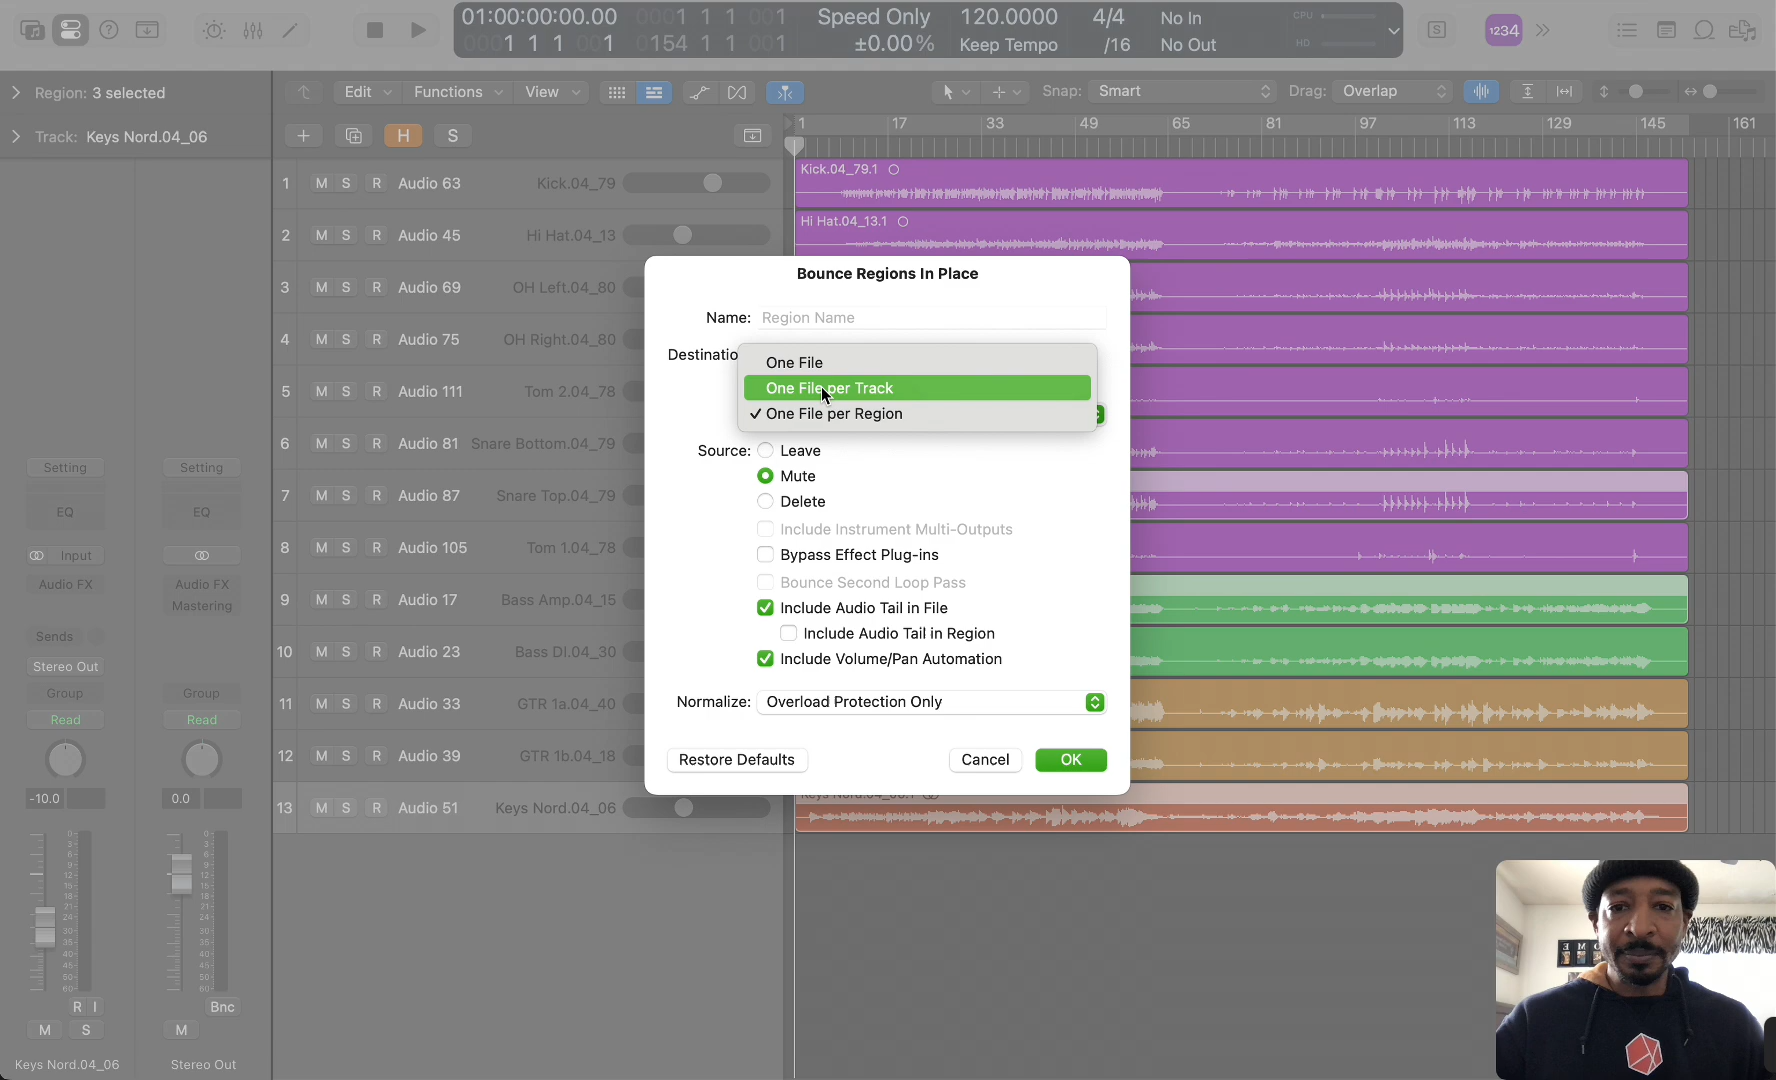 01:00:00:00.00
0001 1 1 001
Speed Only
120.0000
4/4
No In
CPU
0001 1 1 001
0154 1 1 001
±0.00%
Keep Tempo
/16
No Out
HD
S
1234
Region: 3 selected
Edit
Functions
View
Snap: Smart
Drag: Overlap
Track: Keys Nord.04_06
H
S
1
17
33
49
65
81
97
113
129
145
161
1 M S R Audio 63 Kick.04_79
Kick.04_79.1
2 M S R Audio 45 Hi Hat.04_13
Hi Hat.04_13.1
3 M S R Audio 69 OH Left.04_80
4 M S R Audio 75 OH Right.04_80
5 M S R Audio 111 Tom 2.04_78
6 M S R Audio 81 Snare Bottom.04_79
7 M S R Audio 87 Snare Top.04_79
8 M S R Audio 105 Tom 1.04_78
9 M S R Audio 17 Bass Amp.04_15
10 M S R Audio 23 Bass DI.04_30
11 M S R Audio 33 GTR 1a.04_40
12 M S R Audio 39 GTR 1b.04_18
13 M S R Audio 51 Keys Nord.04_06
Bounce Regions In Place
Name: Region Name
Destinatio
One File
One File per Track
✓ One File per Region
Source: Leave
Mute
Delete
Include Instrument Multi-Outputs
Bypass Effect Plug-ins
Bounce Second Loop Pass
Include Audio Tail in File
Include Audio Tail in Region
Include Volume/Pan Automation
Normalize: Overload Protection Only
Restore Defaults
Cancel
OK
Setting
Setting
EQ
EQ
Input
Audio FX
Audio FX
Mastering
Sends
Stereo Out
Group
Group
Read
Read
-10.0
0.0
R I
Bnc
M S
M
Keys Nord.04_06
Stereo Out